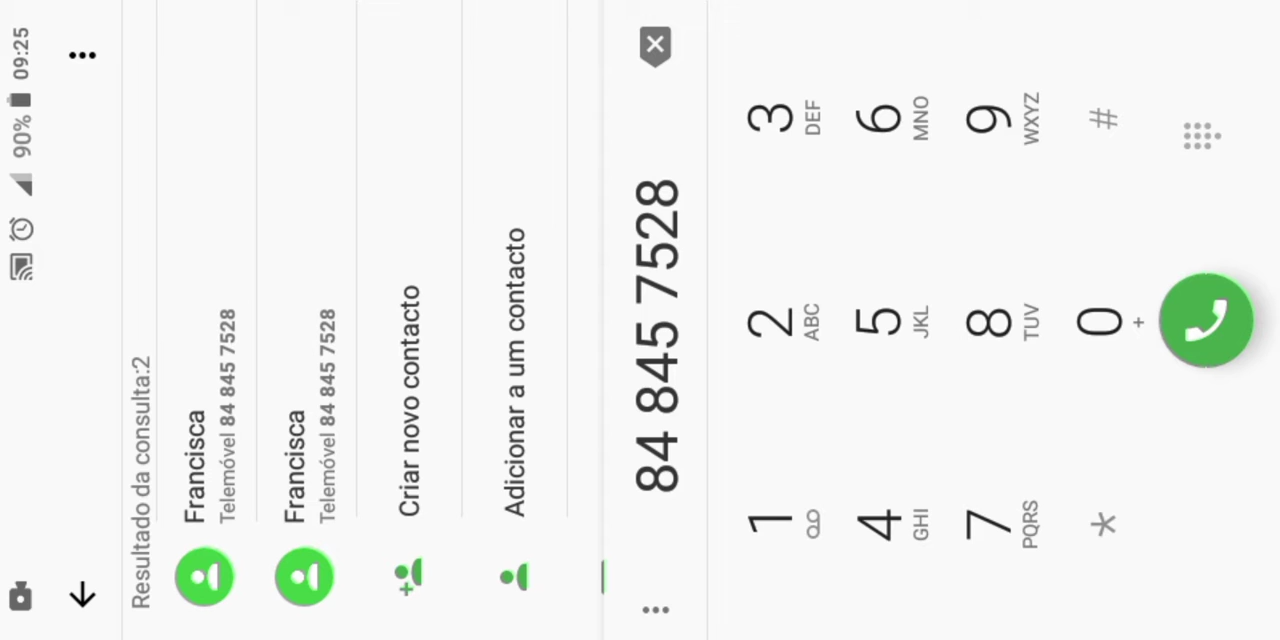 90% 09:25
Resultado da consulta:2
Francisca
Telemóvel 84 845 7528
Francisca
Telemóvel 84 845 7528
Criar novo contacto
Adicionar a um contacto
84 845 7528
1 2 3
ABC DEF
4 5 6
GHI JKL MNO
7 8 9
PQRS TUV WXYZ
* 0 #
+